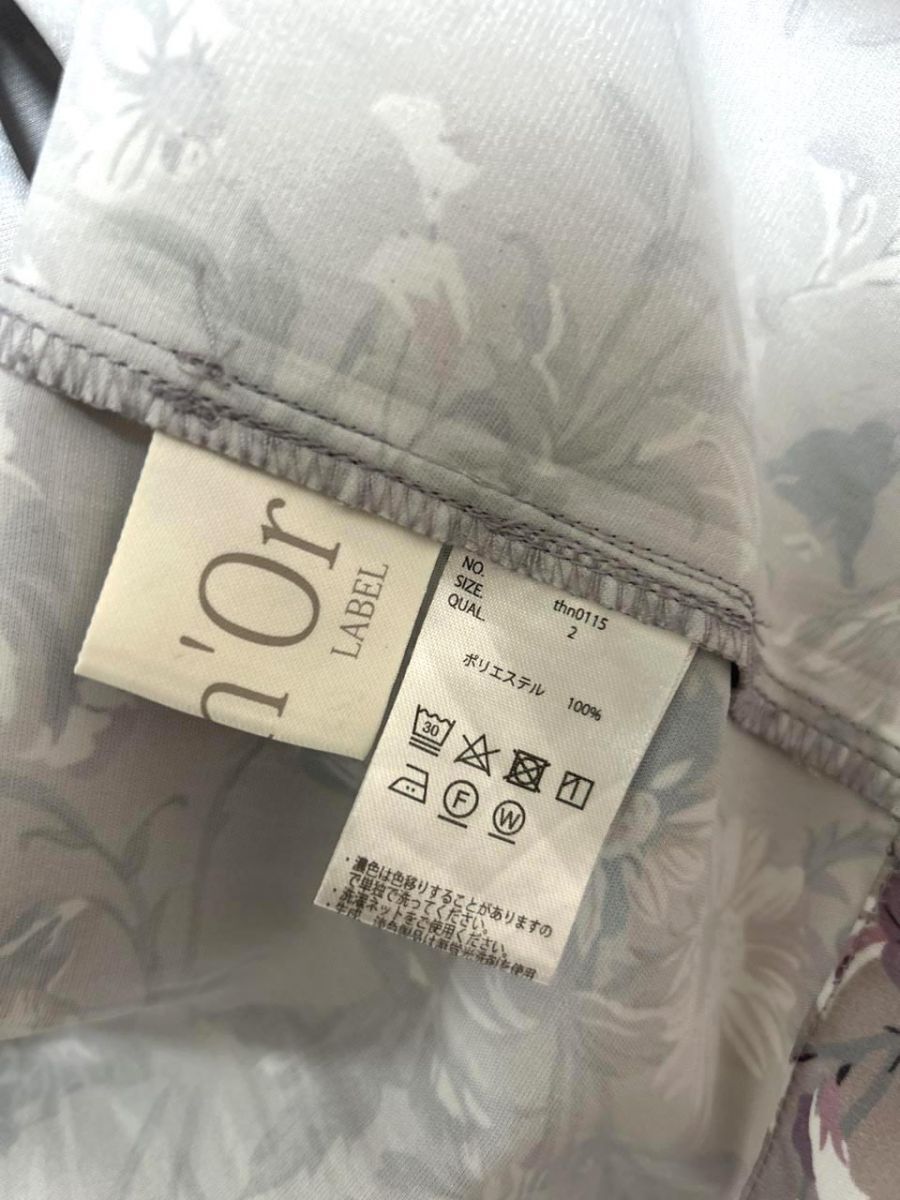 n'Or
LABEL
NO. thn0115
SIZE. 2
QUAL.
ポリエステル 100%
30
F W
・濃色は色移りすることがありますの
で単独で洗ってください。
・洗濯ネットをご使用ください。